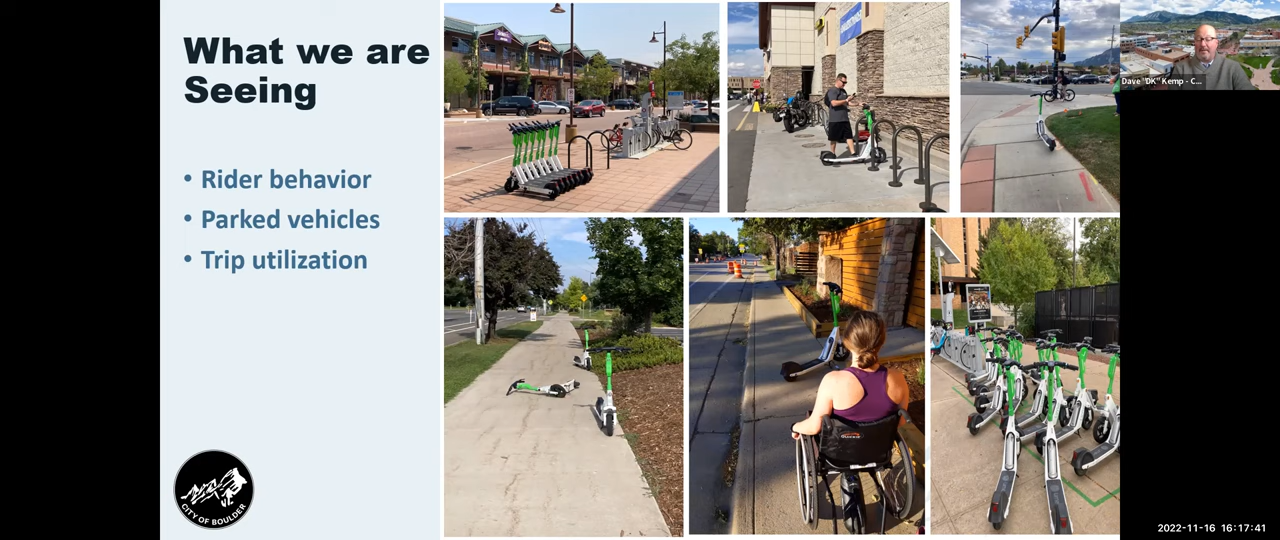 What we are
Seeing
• Rider behavior
• Parked vehicles
• Trip utilization
CITY OF BOULDER
Dave "DK" Kemp - C...
2022-11-16 16:17:41